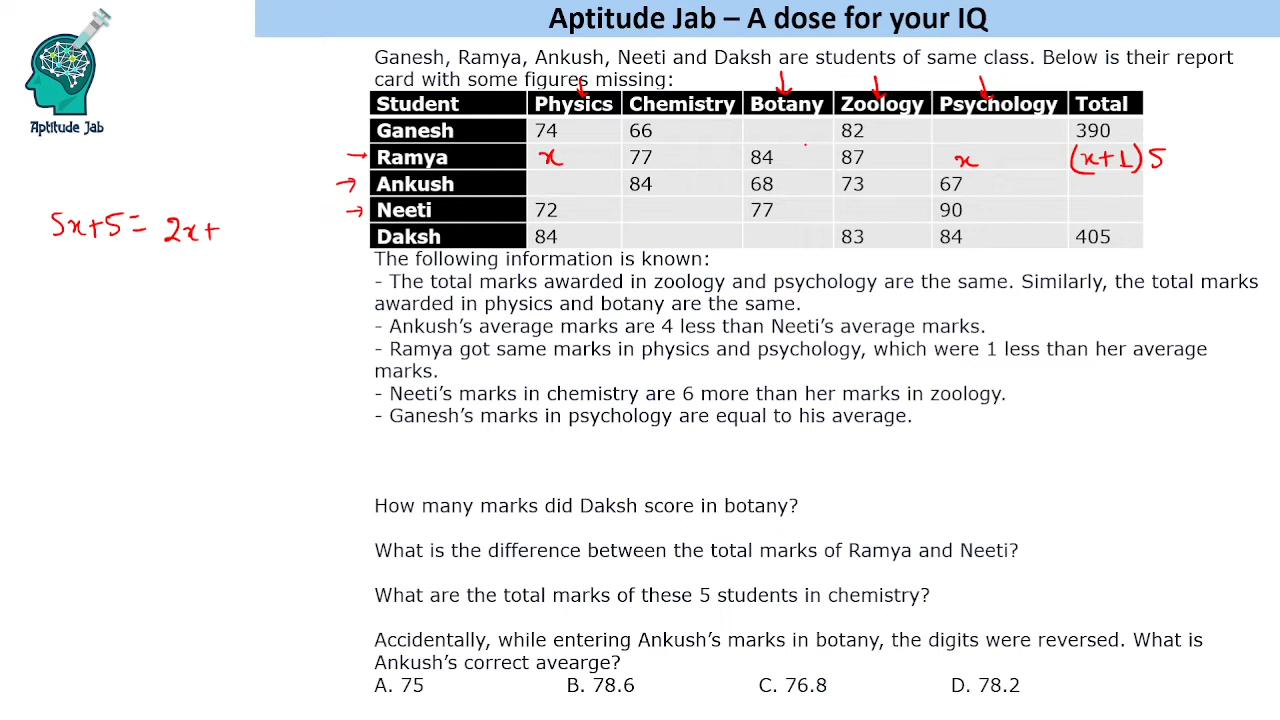 Aptitude Jab – A dose for your IQ
Aptitude Jab
Ganesh, Ramya, Ankush, Neeti and Daksh are students of same class. Below is their report
card with some figures missing:
Student Physics Chemistry Botany Zoology Psychology Total
Ganesh 74 66 82 390
Ramya x 77 84 87 x (x+1)5
Ankush 84 68 73 67
Neeti 72 77 90
Daksh 84 83 84 405
5x+5= 2x+
The following information is known:
- The total marks awarded in zoology and psychology are the same. Similarly, the total marks
awarded in physics and botany are the same.
- Ankush’s average marks are 4 less than Neeti’s average marks.
- Ramya got same marks in physics and psychology, which were 1 less than her average
marks.
- Neeti’s marks in chemistry are 6 more than her marks in zoology.
- Ganesh’s marks in psychology are equal to his average.
How many marks did Daksh score in botany?
What is the difference between the total marks of Ramya and Neeti?
What are the total marks of these 5 students in chemistry?
Accidentally, while entering Ankush’s marks in botany, the digits were reversed. What is
Ankush’s correct avearge?
A. 75 B. 78.6 C. 76.8 D. 78.2